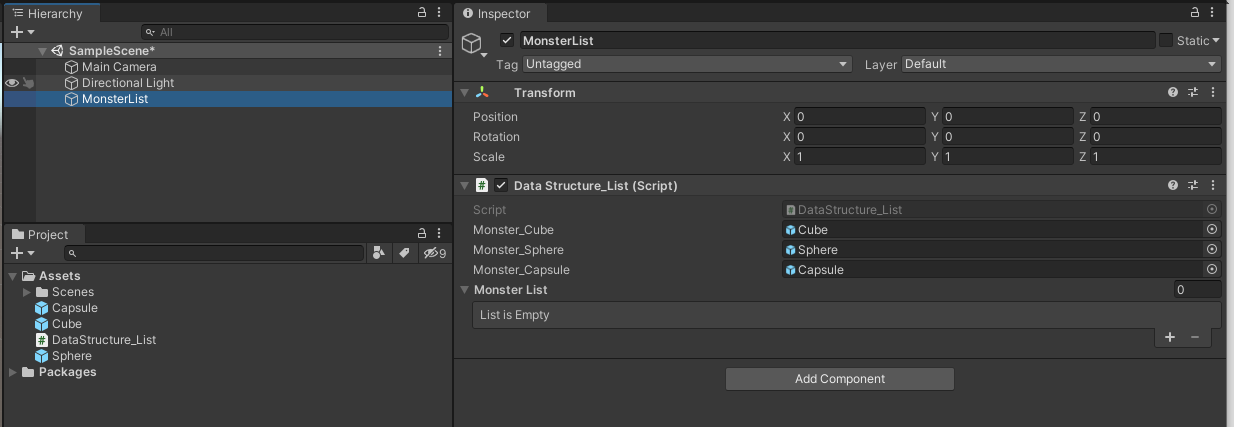 Hierarchy
All
SampleScene*
Main Camera
Directional Light
MonsterList
Project
9
Assets
Scenes
Capsule
Cube
DataStructure_List
Sphere
Packages
Inspector
MonsterList
Static
Tag Untagged Layer Default
Transform
Position X 0 Y 0 Z 0
Rotation X 0 Y 0 Z 0
Scale X 1 Y 1 Z 1
# Data Structure_List (Script)
Script DataStructure_List
Monster_Cube Cube
Monster_Sphere Sphere
Monster_Capsule Capsule
Monster List 0
List is Empty
+ −
Add Component